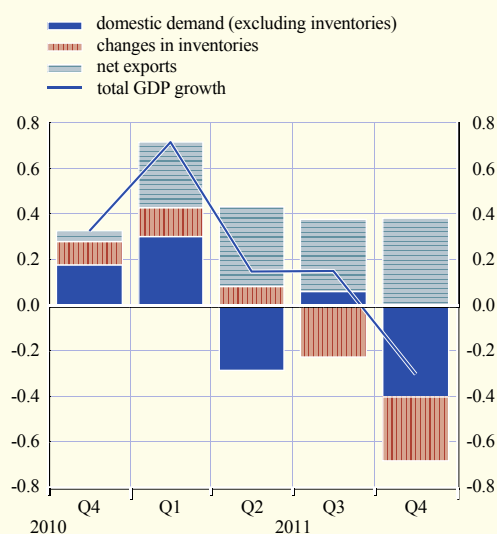 domestic demand (excluding inventories)
changes in inventories
net exports
total GDP growth
0.8 0.8
0.6 0.6
0.4 0.4
0.2 0.2
0.0 0.0
-0.2 -0.2
-0.4 -0.4
-0.6 -0.6
-0.8 -0.8
Q4 Q1 Q2 Q3 Q4
2010 2011